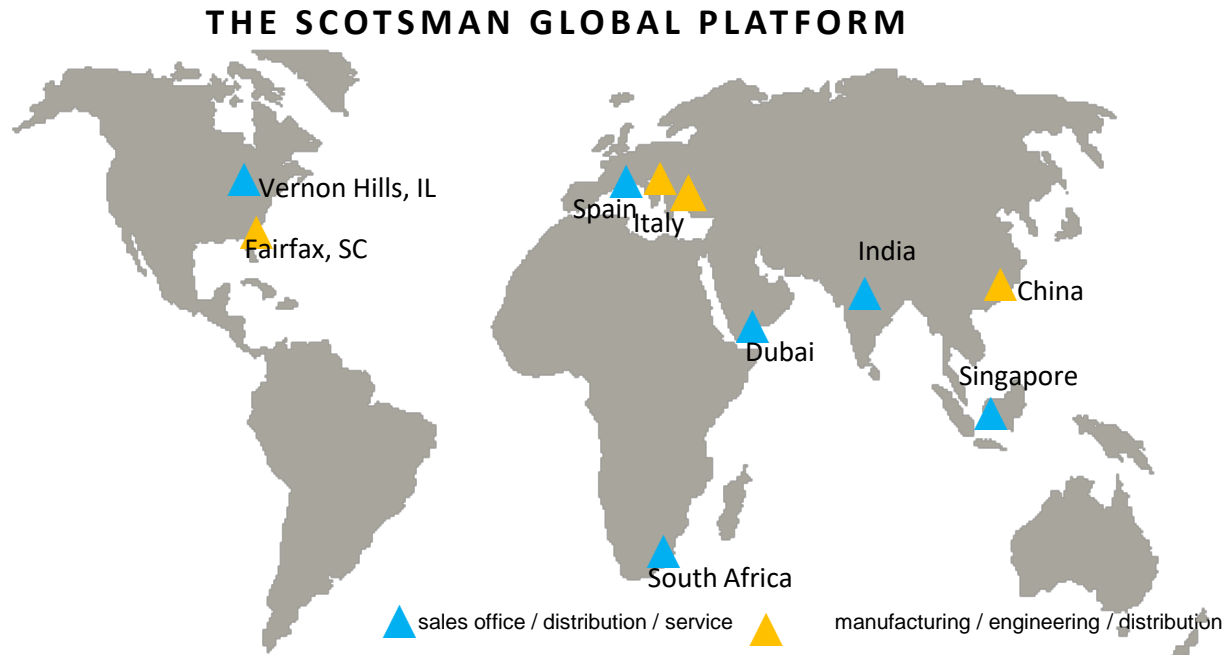 THE SCOTSMAN GLOBAL PLATFORM
Vernon Hills, IL
Fairfax, SC
Spain
Italy
India
China
Dubai
Singapore
South Africa
sales office / distribution / service
manufacturing / engineering / distribution